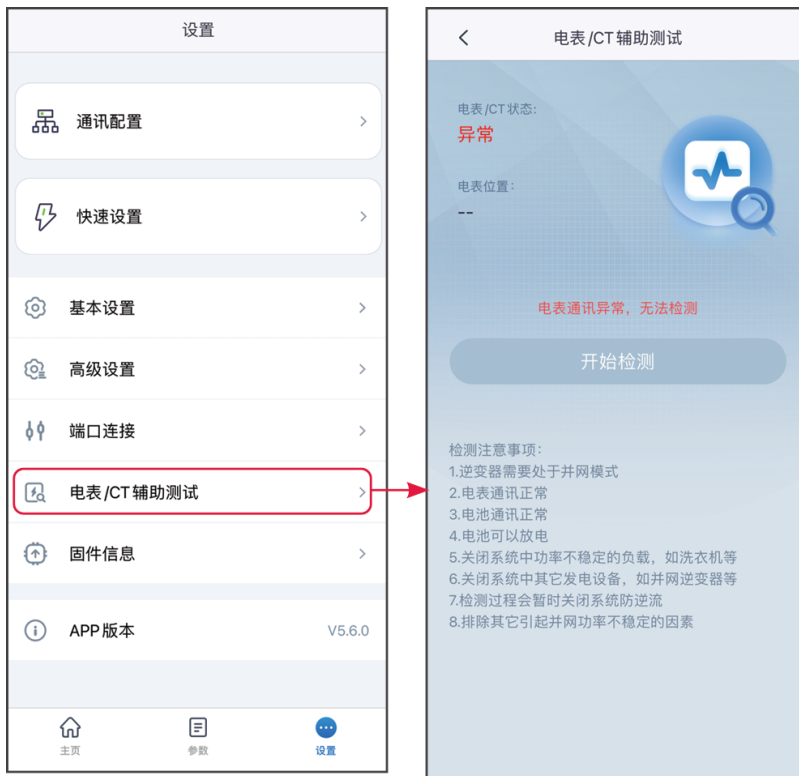 设置
通讯配置
快速设置
基本设置
高级设置
端口连接
电表/CT辅助测试
固件信息
APP版本
V5.6.0
主页
参数
设置
电表/CT辅助测试
电表/CT状态:
异常
电表位置:
--
电表通讯异常，无法检测
开始检测
检测注意事项:
1.逆变器需要处于并网模式
2.电表通讯正常
3.电池通讯正常
4.电池可以放电
5.关闭系统中功率不稳定的负载，如洗衣机等
6.关闭系统中其它发电设备，如并网逆变器等
7.检测过程会暂时关闭系统防逆流
8.排除其它引起并网功率不稳定的因素